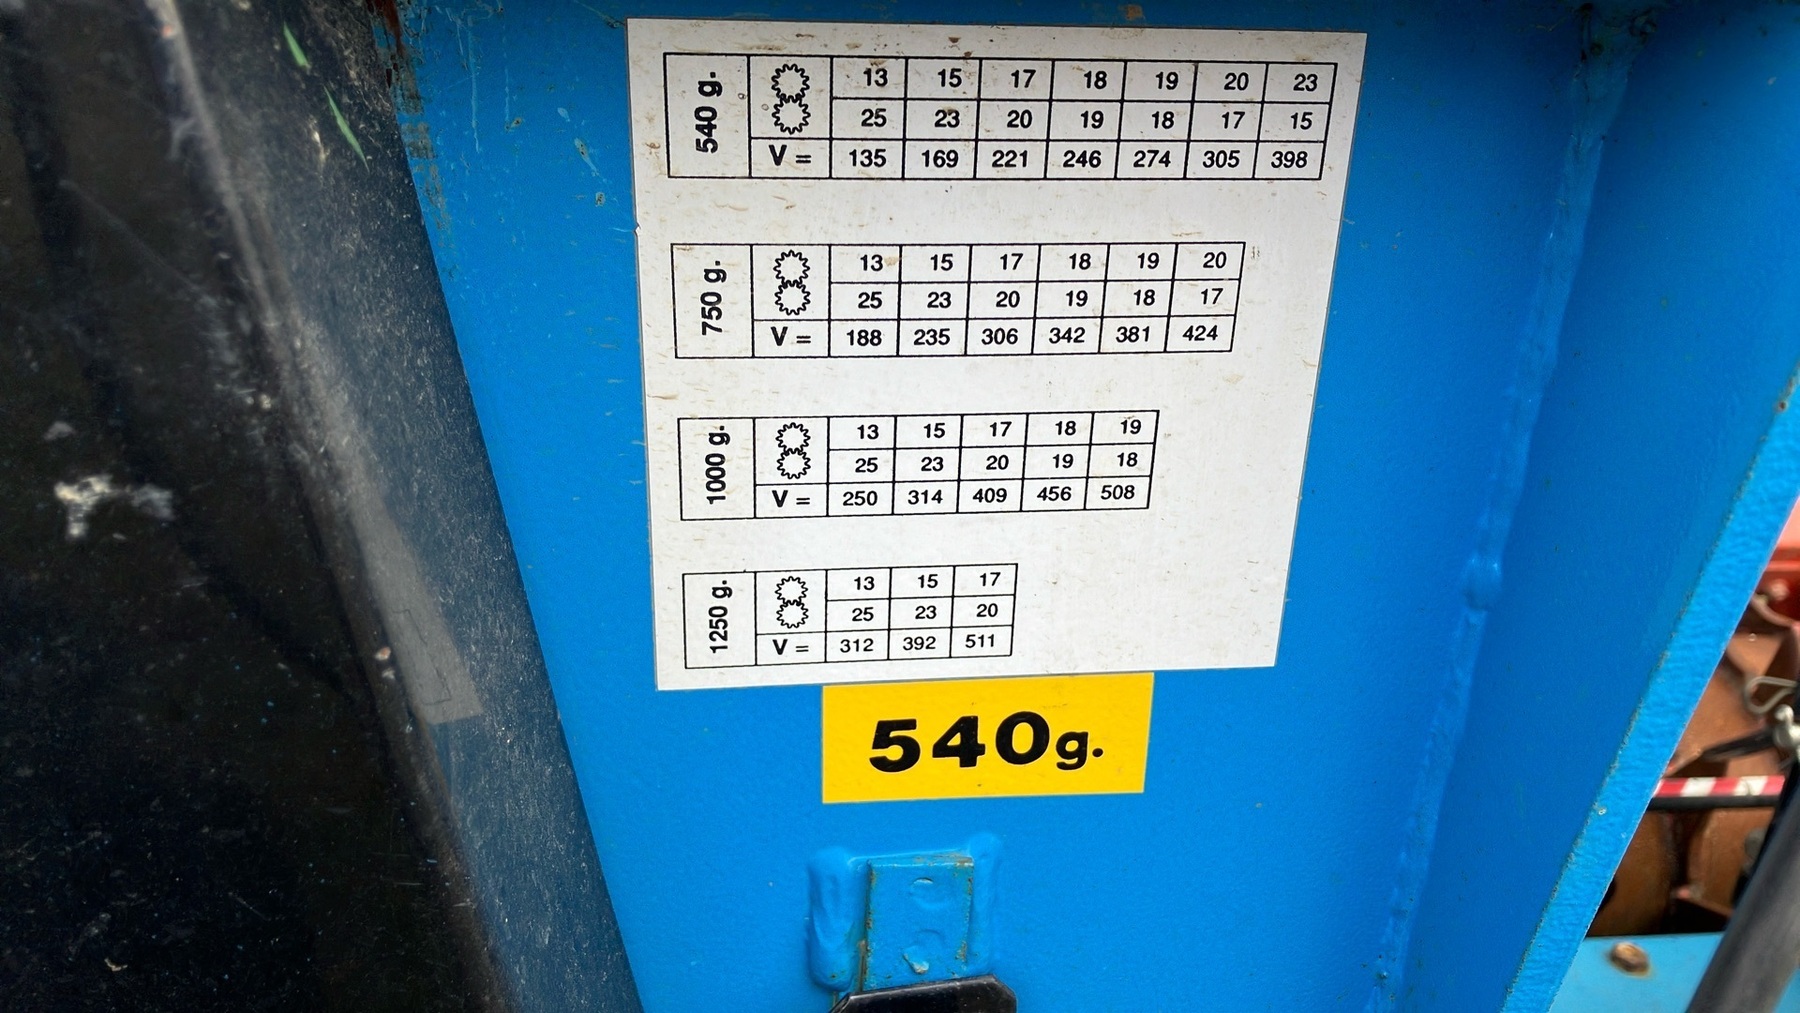 540 g.
13 15 17 18 19 20 23
25 23 20 19 18 17 15
V = 135 169 221 246 274 305 398
750 g.
13 15 17 18 19 20
25 23 20 19 18 17
V = 188 235 306 342 381 424
1000 g.
13 15 17 18 19
25 23 20 19 18
V = 250 314 409 456 508
1250 g.
13 15 17
25 23 20
V = 312 392 511
540g.